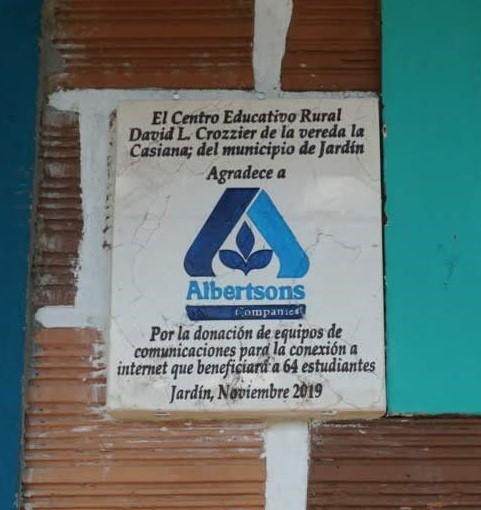 El Centro Educativo Rural
David L. Crozzier de la vereda la
Casiana; del municipio de Jardín
Agradece a
Albertsons
Companies
Por la donación de equipos de
comunicaciones para la conexión a
internet que beneficiará a 64 estudiantes
Jardín, Noviembre 2019